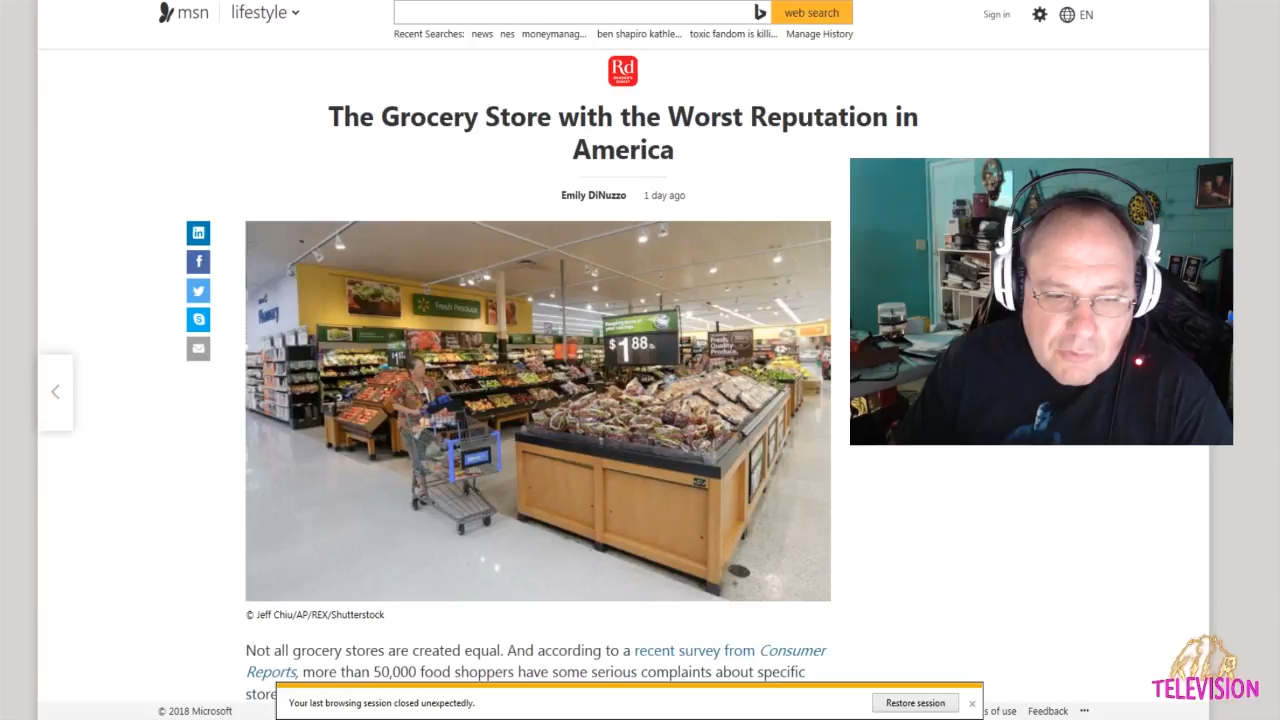 msn lifestyle
web search
Sign in
EN
Recent Searches: news nes moneymanag... ben shapiro kathle... toxic fandom is killi... Manage History
Rd
The Grocery Store with the Worst Reputation in
America
Emily DiNuzzo 1 day ago
Fresh Produce
$1.88
Fresh, Quality Produce.
© Jeff Chiu/AP/REX/Shutterstock
Not all grocery stores are created equal. And according to a recent survey from Consumer
Reports, more than 50,000 food shoppers have some serious complaints about specific
store
Your last browsing session closed unexpectedly.
Restore session
© 2018 Microsoft
s of use Feedback
TELEVISION